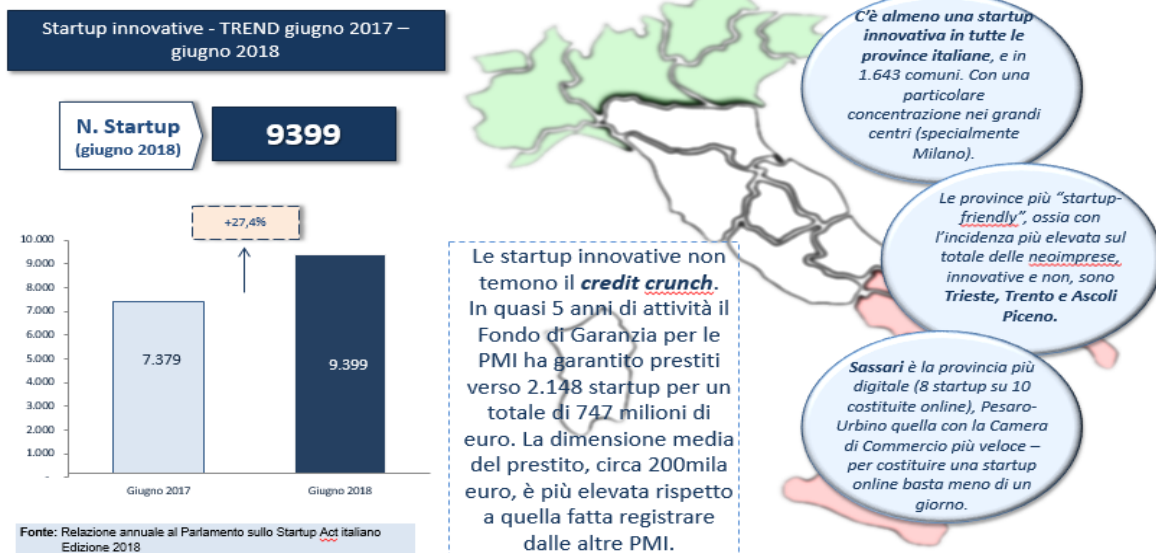 Startup innovative - TREND giugno 2017 –
giugno 2018
N. Startup
(giugno 2018)
9399
+27,4%
10.000
9.000
8.000
7.000
6.000
5.000
4.000
3.000
2.000
1.000
-
7.379
9.399
Giugno 2017
Giugno 2018
Fonte: Relazione annuale al Parlamento sullo Startup Act italiano
Edizione 2018
Le startup innovative non
temono il credit crunch.
In quasi 5 anni di attività il
Fondo di Garanzia per le
PMI ha garantito prestiti
verso 2.148 startup per un
totale di 747 milioni di
euro. La dimensione media
del prestito, circa 200mila
euro, è più elevata rispetto
a quella fatta registrare
dalle altre PMI.
C'è almeno una startup
innovativa in tutte le
province italiane, e in
1.643 comuni. Con una
particolare
concentrazione nei grandi
centri (specialmente
Milano).
Le province più “startup-
friendly”, ossia con
l'incidenza più elevata sul
totale delle neoimprese,
innovative e non, sono
Trieste, Trento e Ascoli
Piceno.
Sassari è la provincia più
digitale (8 startup su 10
costituite online), Pesaro-
Urbino quella con la Camera
di Commercio più veloce –
per costituire una startup
online basta meno di un
giorno.